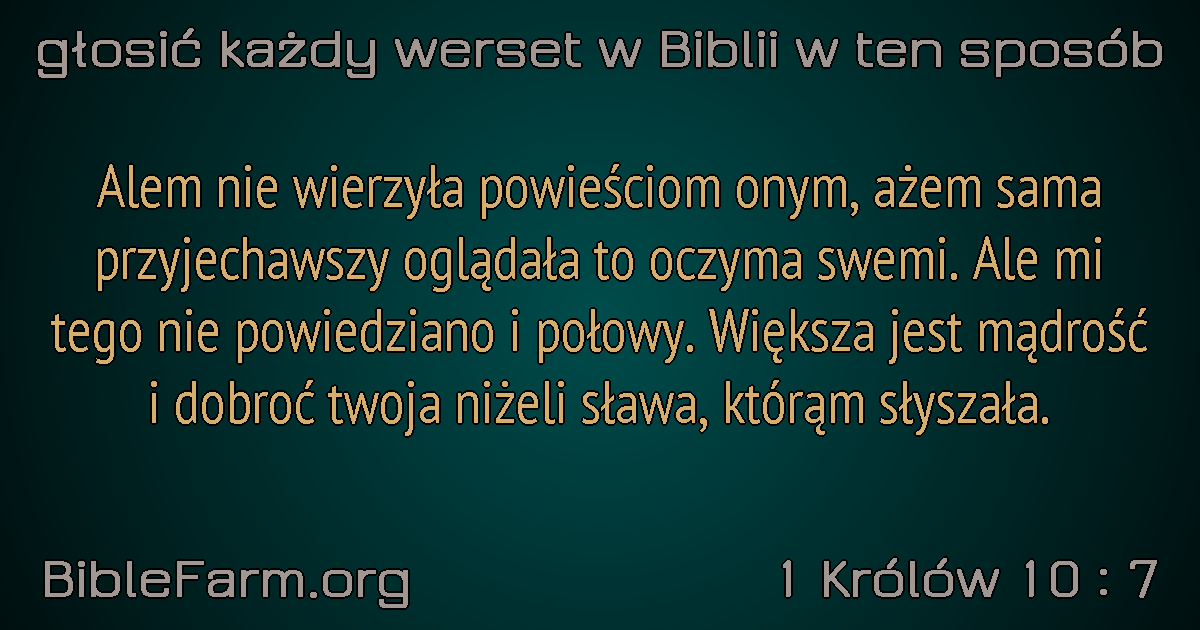 głosić każdy werset w Biblii w ten sposób
Alem nie wierzyła powieściom onym, ażem sama
przyjechawszy oglądała to oczyma swemi. Ale mi
tego nie powiedziano i połowy. Większa jest mądrość
i dobroć twoja niżeli sława, którąm słyszała.
BibleFarm.org
1 Królów 10 : 7